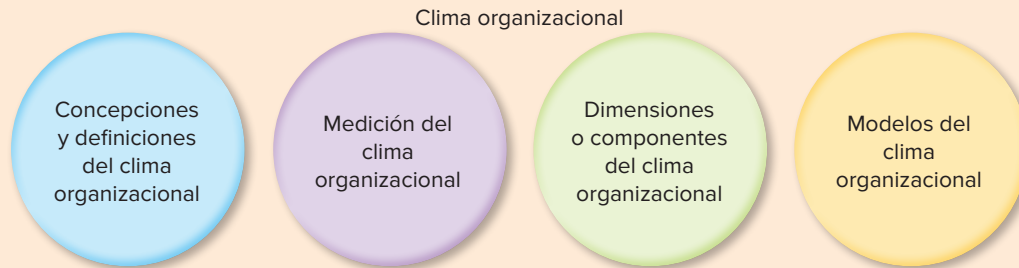 Clima organizacional
Concepciones
y definiciones
del clima
organizacional
Medición del
clima
organizacional
Dimensiones
o componentes
del clima
organizacional
Modelos del
clima
organizacional